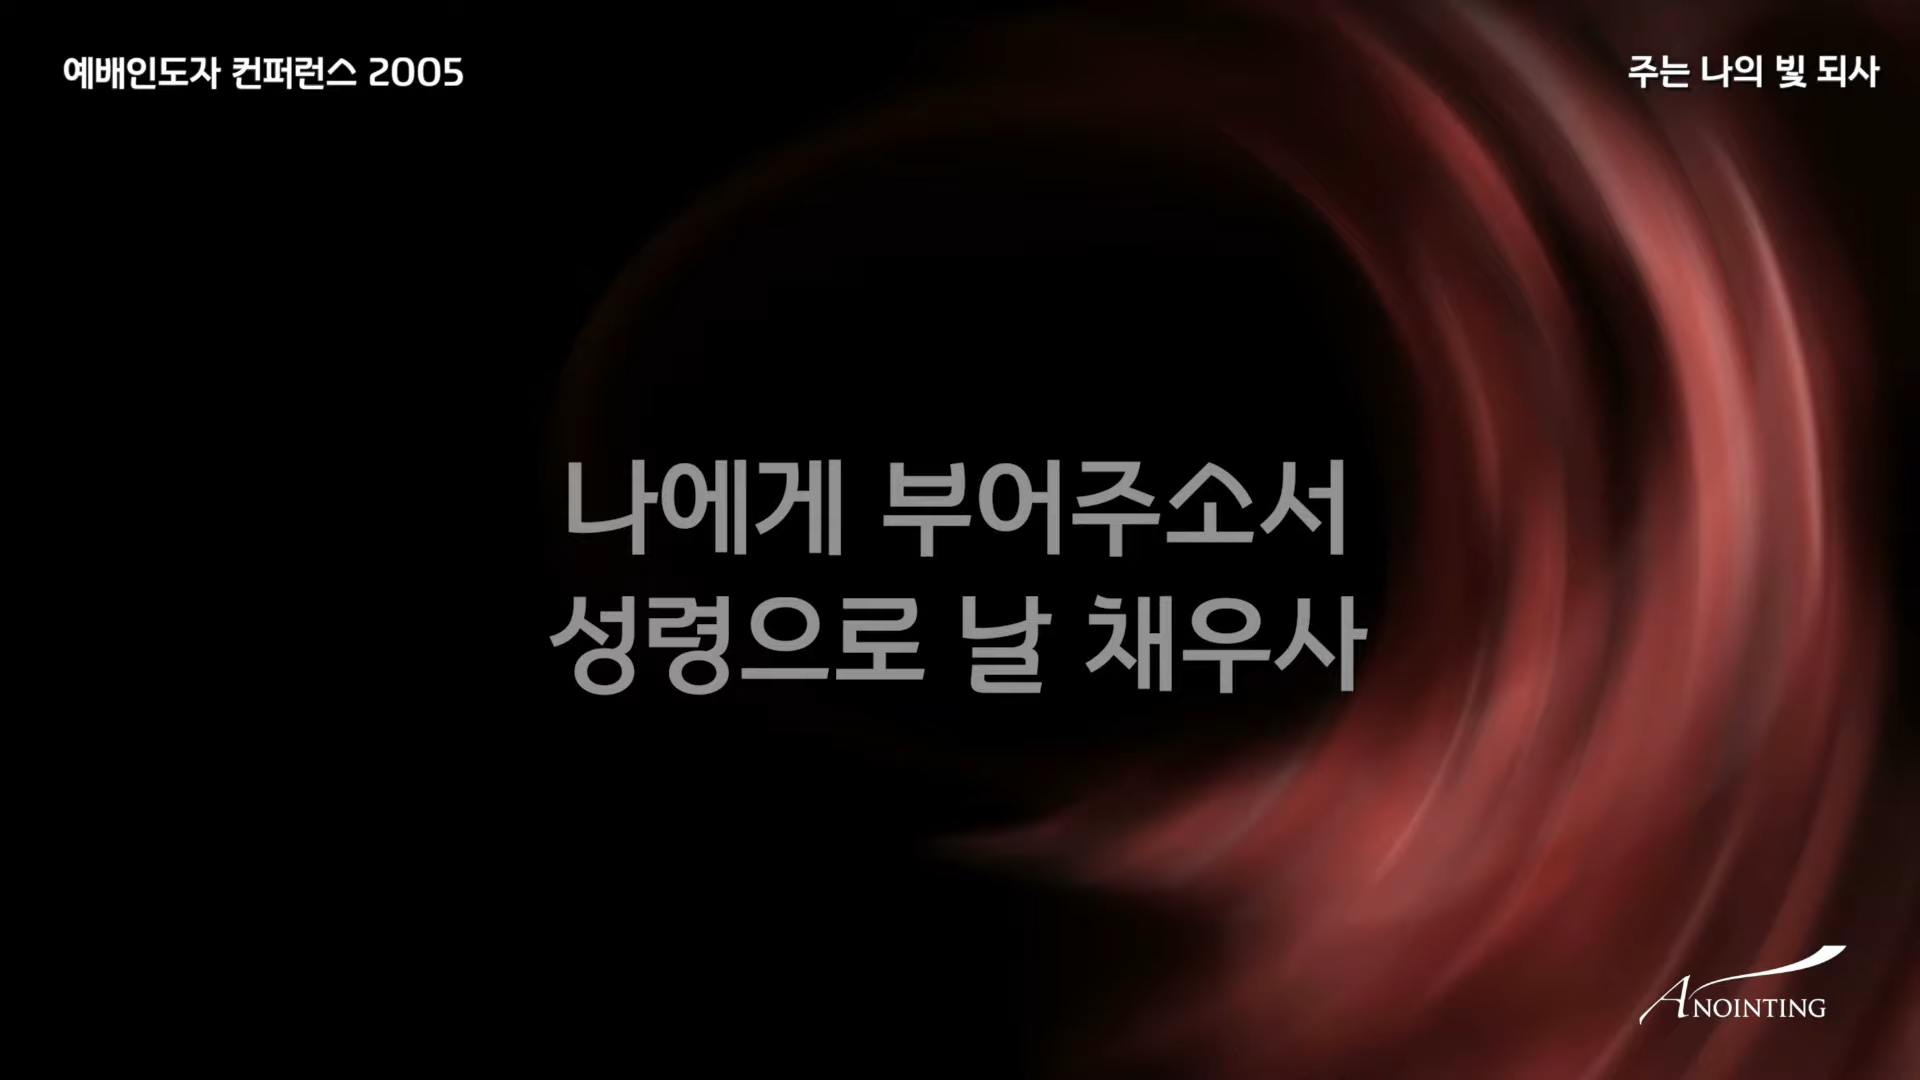 예배인도자 컨퍼런스 2005
주는 나의 빛 되사
나에게 부어주소서
성령으로 날 채우사
ANOINTING